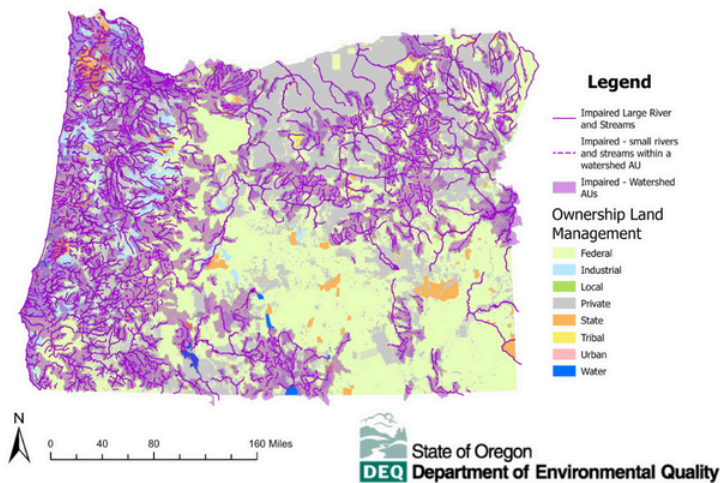 Legend
Impaired Large River
and Streams
Impaired - small rivers
and streams within a
watershed AU
Impaired - Watershed
AUs
Ownership Land
Management
Federal
Industrial
Local
Private
State
Tribal
Urban
Water
N
0 40 80 160 Miles
State of Oregon
DEQ Department of Environmental Quality